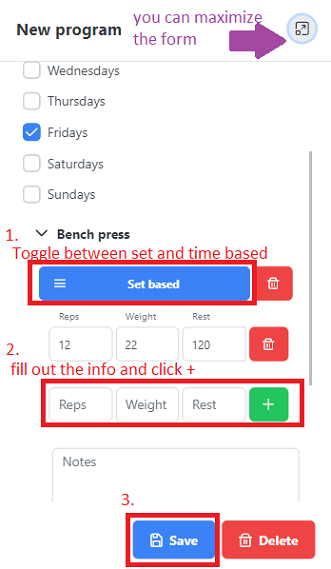 New program
you can maximize
the form
Wednesdays
Thursdays
Fridays
Saturdays
Sundays
1.
Bench press
Toggle between set and time based
Set based
Reps Weight Rest
12 22 120
2.
fill out the info and click +
Reps Weight Rest +
Notes
3.
Save Delete